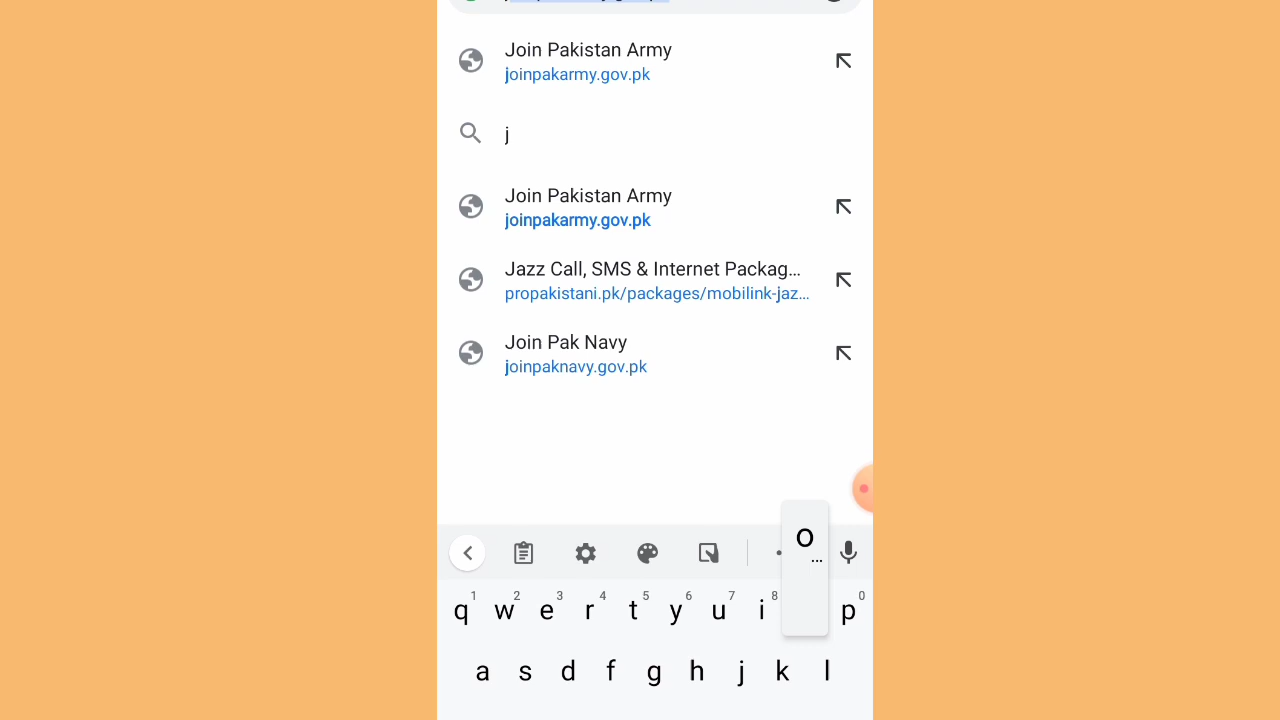 Join Pakistan Army
joinpakarmy.gov.pk
j
Join Pakistan Army
joinpakarmy.gov.pk
Jazz Call, SMS & Internet Packag...
propakistani.pk/packages/mobilink-jaz...
Join Pak Navy
joinpaknavy.gov.pk
o
...
1 2 3 4 5 6 7 8 0
q w e r t y u i p
a s d f g h j k l